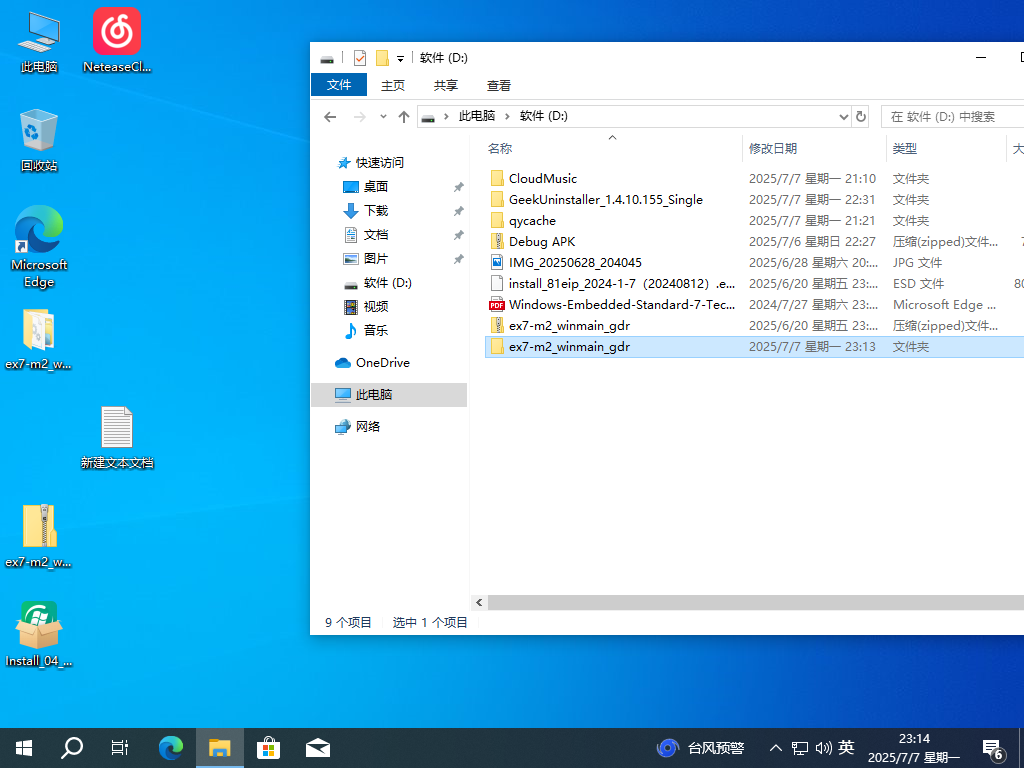 此电脑
NeteaseCl...
回收站
Microsoft
Edge
ex7-m2_w...
新建文本文档
ex7-m2_w...
Install_04_...
软件 (D:)
文件
主页
共享
查看
此电脑 > 软件 (D:)
在 软件 (D:) 中搜索
名称
修改日期
类型
大
快速访问
桌面
下载
文档
图片
软件 (D:)
视频
音乐
OneDrive
此电脑
网络
CloudMusic 2025/7/7 星期一 21:10 文件夹
GeekUninstaller_1.4.10.155_Single 2025/7/7 星期一 22:31 文件夹
qycache 2025/7/7 星期一 21:21 文件夹
Debug APK 2025/7/6 星期日 22:27 压缩(zipped)文件...
IMG_20250628_204045 2025/6/28 星期六 20:... JPG 文件
install_81eip_2024-1-7（20240812）.e... 2025/6/20 星期五 23:... ESD 文件 80
PDF Windows-Embedded-Standard-7-Tec... 2024/7/27 星期六 23:... Microsoft Edge ...
ex7-m2_winmain_gdr 2025/6/20 星期五 23:... 压缩(zipped)文件...
ex7-m2_winmain_gdr 2025/7/7 星期一 23:13 文件夹
9 个项目
选中 1 个项目
台风预警
英
23:14
2025/7/7 星期一
6